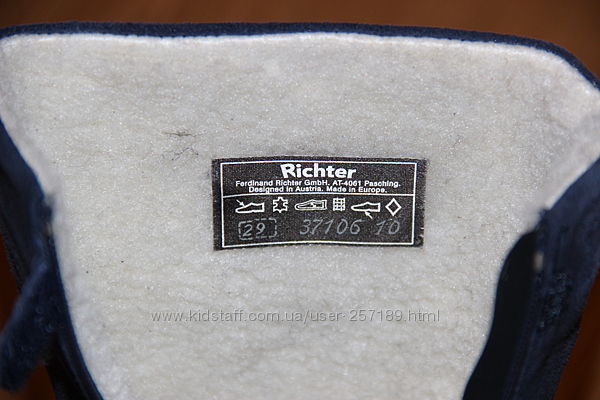 Richter
Ferdinand Richter GmbH. AT-4061 Pasching.
Designed in Austria. Made in Europe.
29 37106 10
www.kidstaff.com.ua/user-257189.html